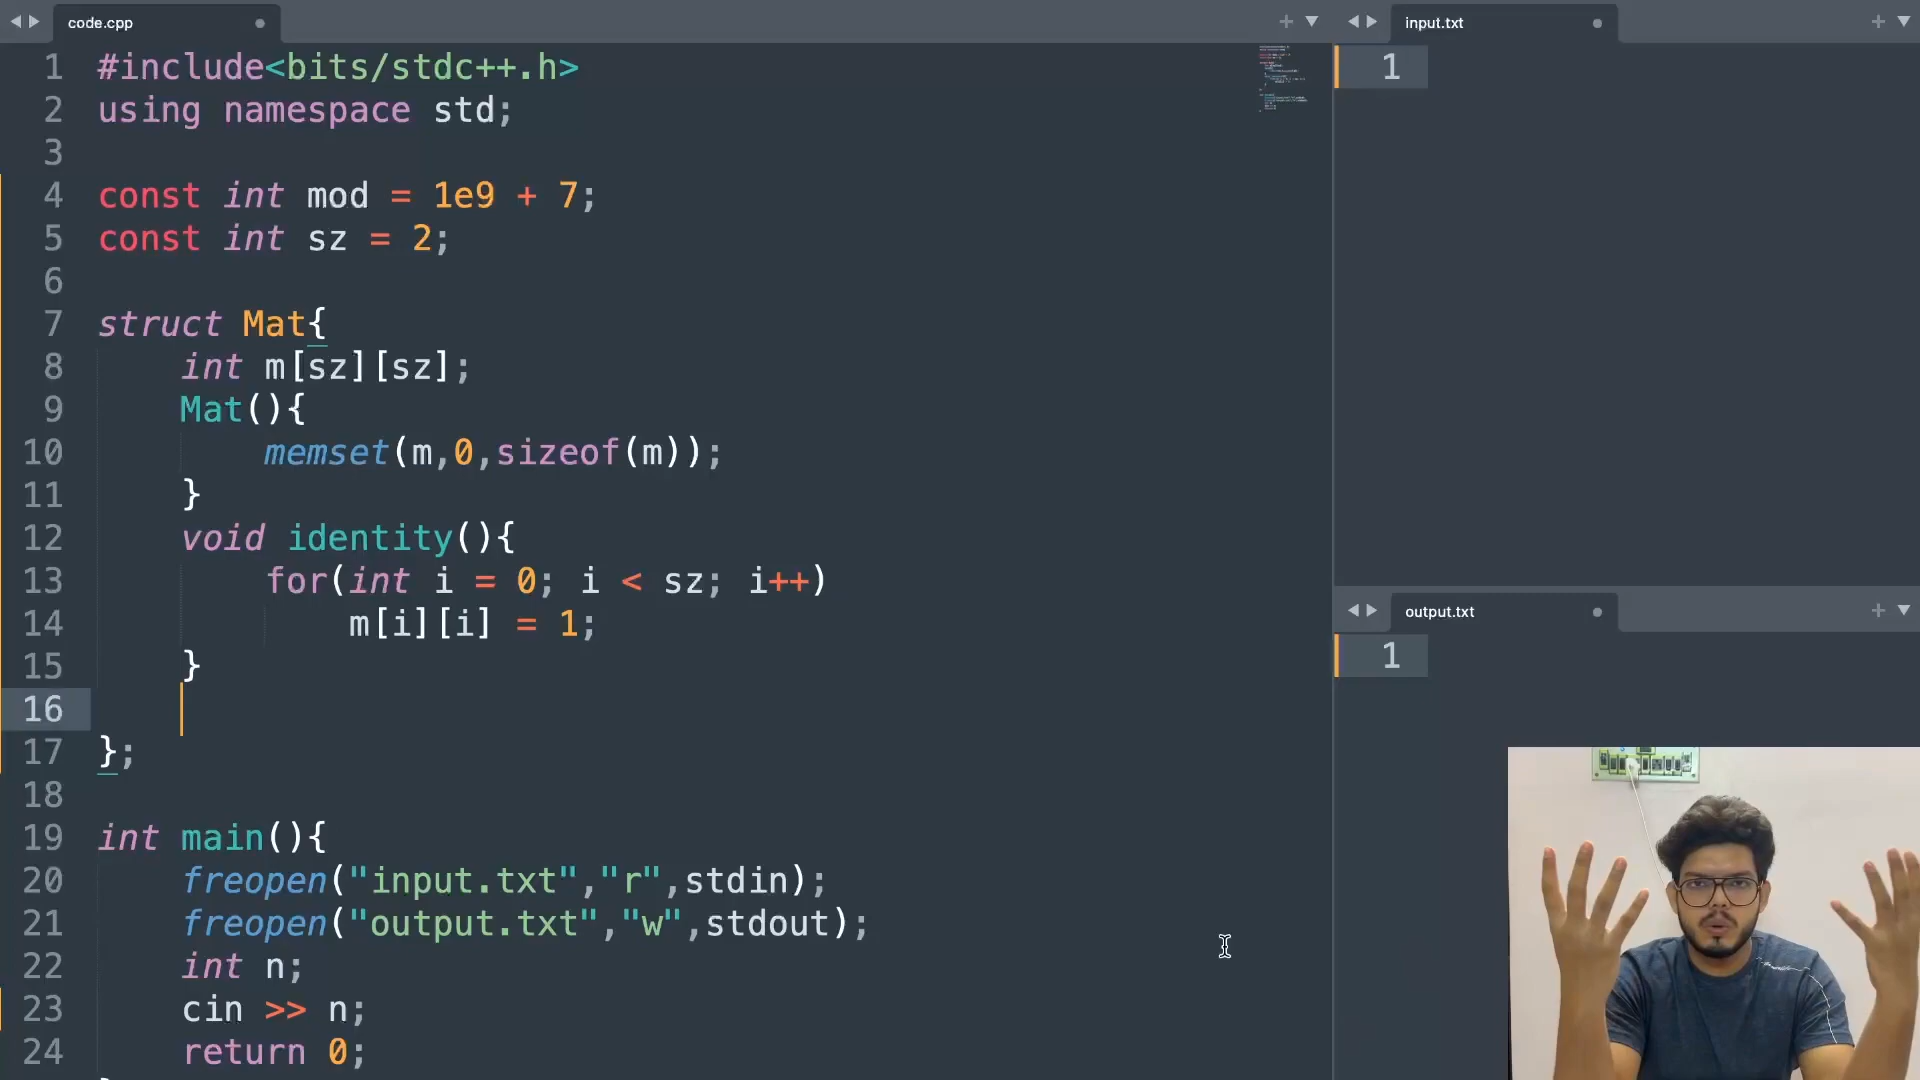 code.cpp
1 #include<bits/stdc++.h>
2 using namespace std;
3
4 const int mod = 1e9 + 7;
5 const int sz = 2;
6
7 struct Mat{
8 int m[sz][sz];
9 Mat(){
10 memset(m,0,sizeof(m));
11 }
12 void identity(){
13 for(int i = 0; i < sz; i++)
14 m[i][i] = 1;
15 }
16
17 };
18
19 int main(){
20 freopen("input.txt","r",stdin);
21 freopen("output.txt","w",stdout);
22 int n;
23 cin >> n;
24 return 0;
input.txt
1
output.txt
1